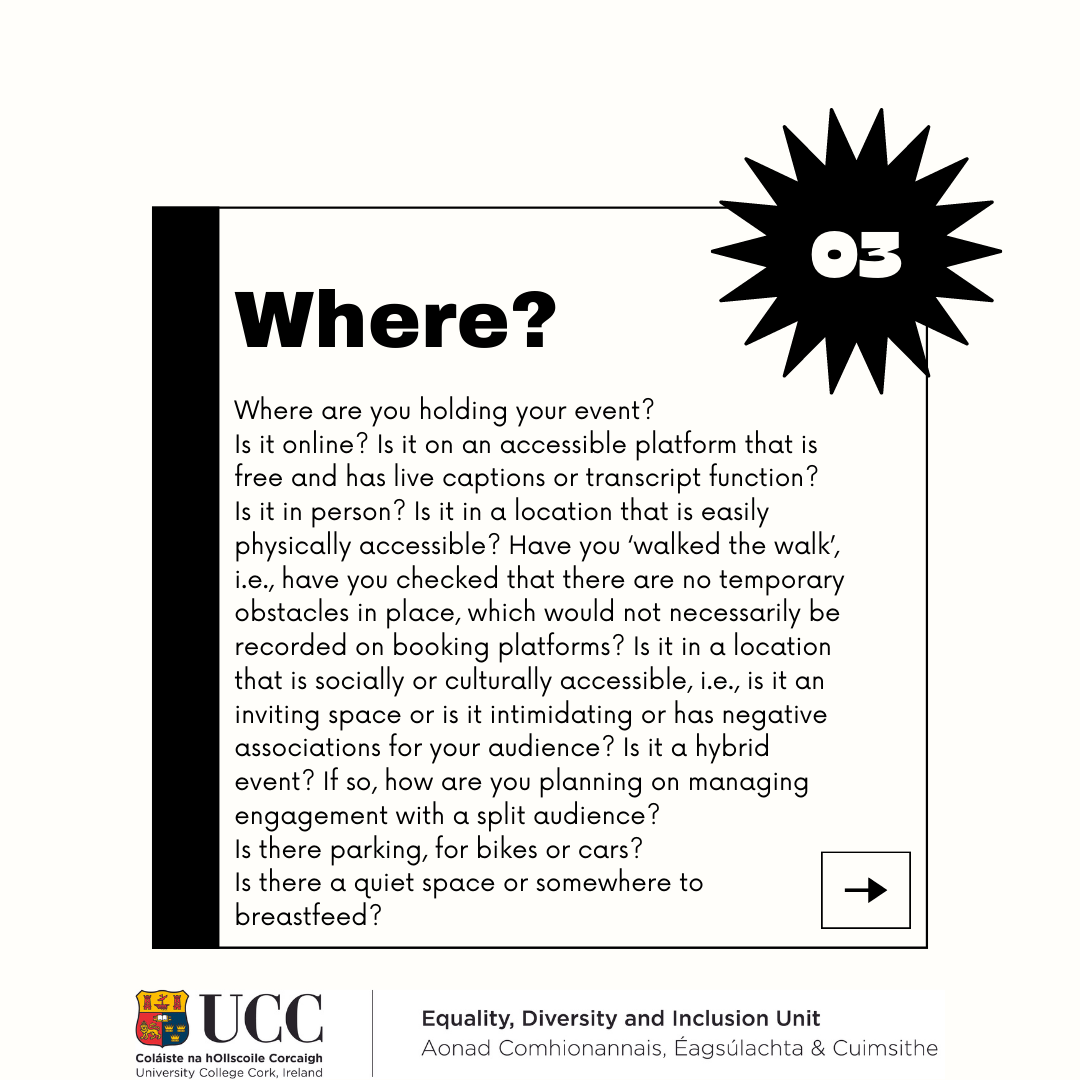 03
Where?
Where are you holding your event?
Is it online? Is it on an accessible platform that is
free and has live captions or transcript function?
Is it in person? Is it in a location that is easily
physically accessible? Have you ‘walked the walk’,
i.e., have you checked that there are no temporary
obstacles in place, which would not necessarily be
recorded on booking platforms? Is it in a location
that is socially or culturally accessible, i.e., is it an
inviting space or is it intimidating or has negative
associations for your audience? Is it a hybrid
event? If so, how are you planning on managing
engagement with a split audience?
Is there parking, for bikes or cars?
Is there a quiet space or somewhere to
breastfeed?
UCC
Coláiste na hOllscoile Corcaigh
University College Cork, Ireland
Equality, Diversity and Inclusion Unit
Aonad Comhionannais, Éagsúlachta & Cuimsithe